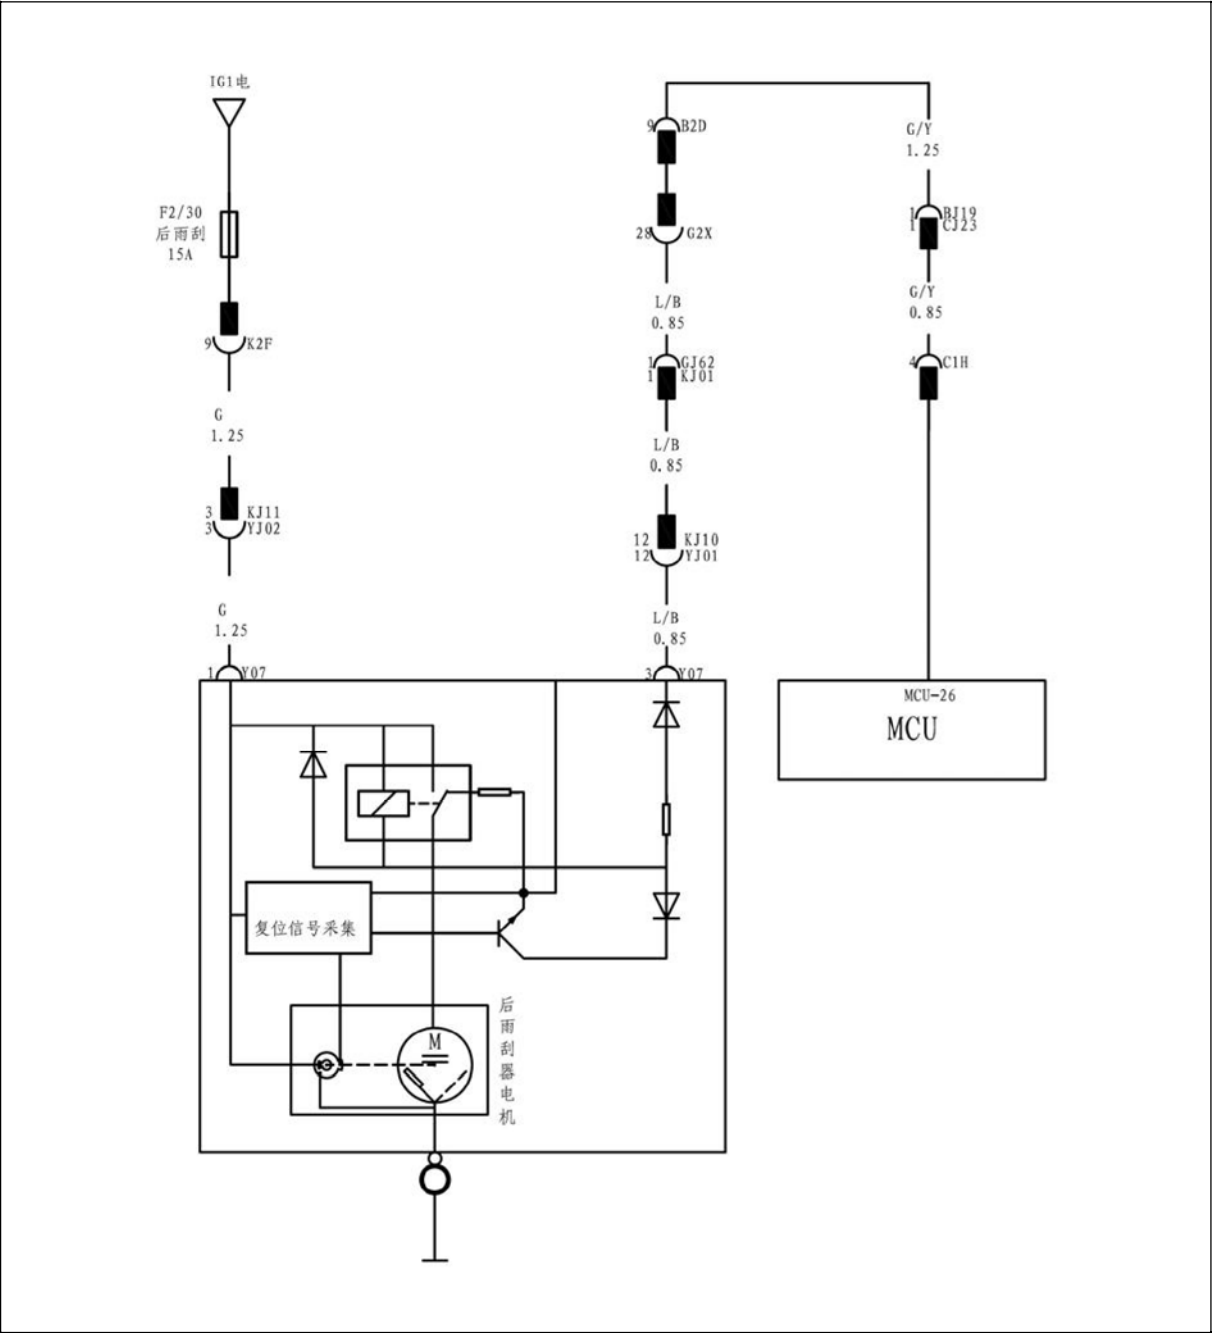 IG1电
F2/30
后雨刮
15A
9 K2F
G
1.25
3 KJ11
3 YJ02
G
1.25
1 Y07
9 B2D
28 G2X
L/B
0.85
1 GJ62
1 KJ01
L/B
0.85
12 KJ10
12 YJ01
L/B
0.85
3 Y07
G/Y
1.25
1 BJ19
1 CJ23
G/Y
0.85
4 C1H
MCU-26
MCU
复位信号采集
M
后雨刮器电机